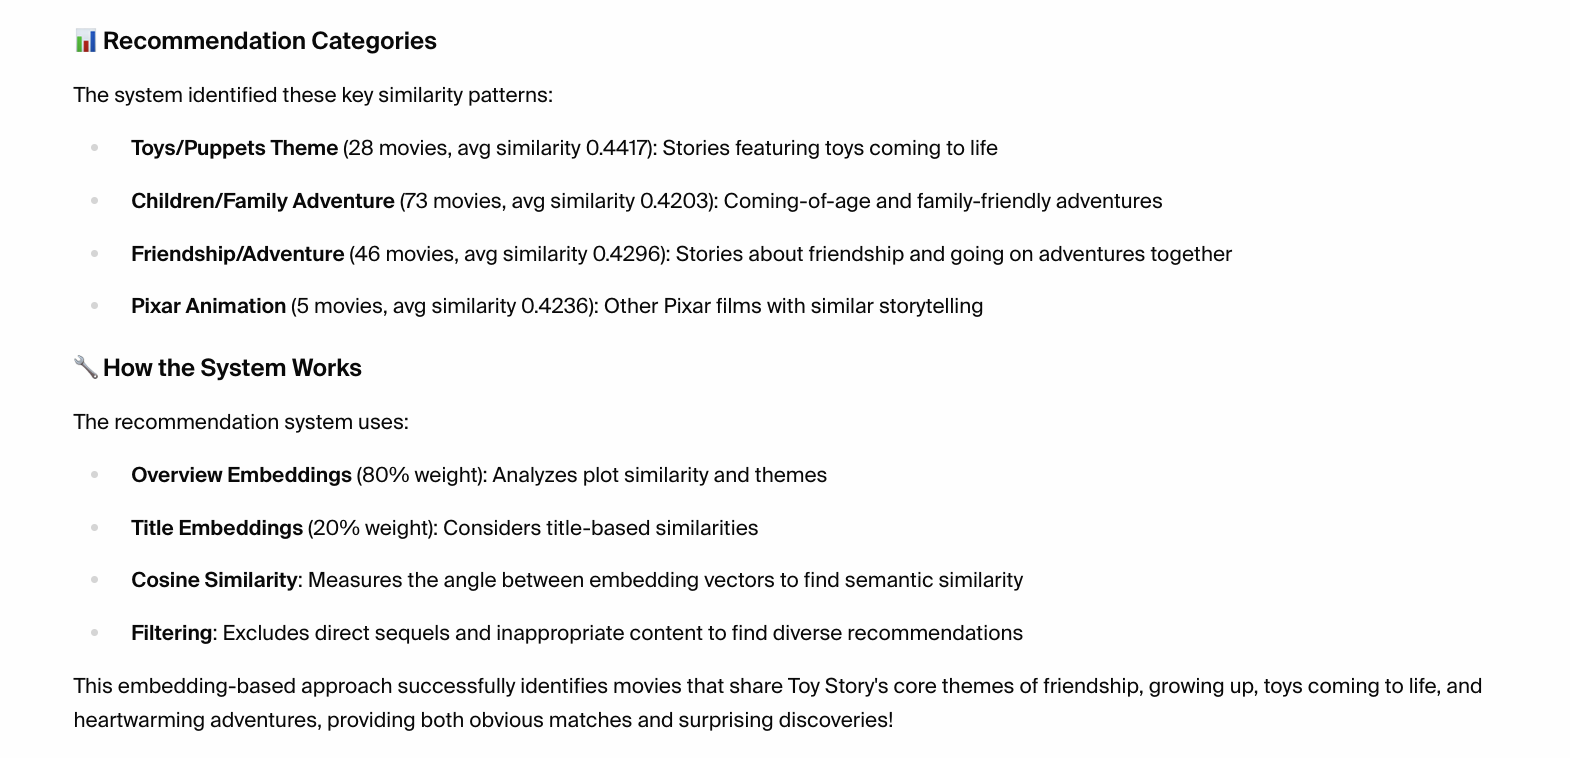 📊 Recommendation Categories
The system identified these key similarity patterns:
Toys/Puppets Theme (28 movies, avg similarity 0.4417): Stories featuring toys coming to life
Children/Family Adventure (73 movies, avg similarity 0.4203): Coming-of-age and family-friendly adventures
Friendship/Adventure (46 movies, avg similarity 0.4296): Stories about friendship and going on adventures together
Pixar Animation (5 movies, avg similarity 0.4236): Other Pixar films with similar storytelling
🔧 How the System Works
The recommendation system uses:
Overview Embeddings (80% weight): Analyzes plot similarity and themes
Title Embeddings (20% weight): Considers title-based similarities
Cosine Similarity: Measures the angle between embedding vectors to find semantic similarity
Filtering: Excludes direct sequels and inappropriate content to find diverse recommendations
This embedding-based approach successfully identifies movies that share Toy Story's core themes of friendship, growing up, toys coming to life, and
heartwarming adventures, providing both obvious matches and surprising discoveries!